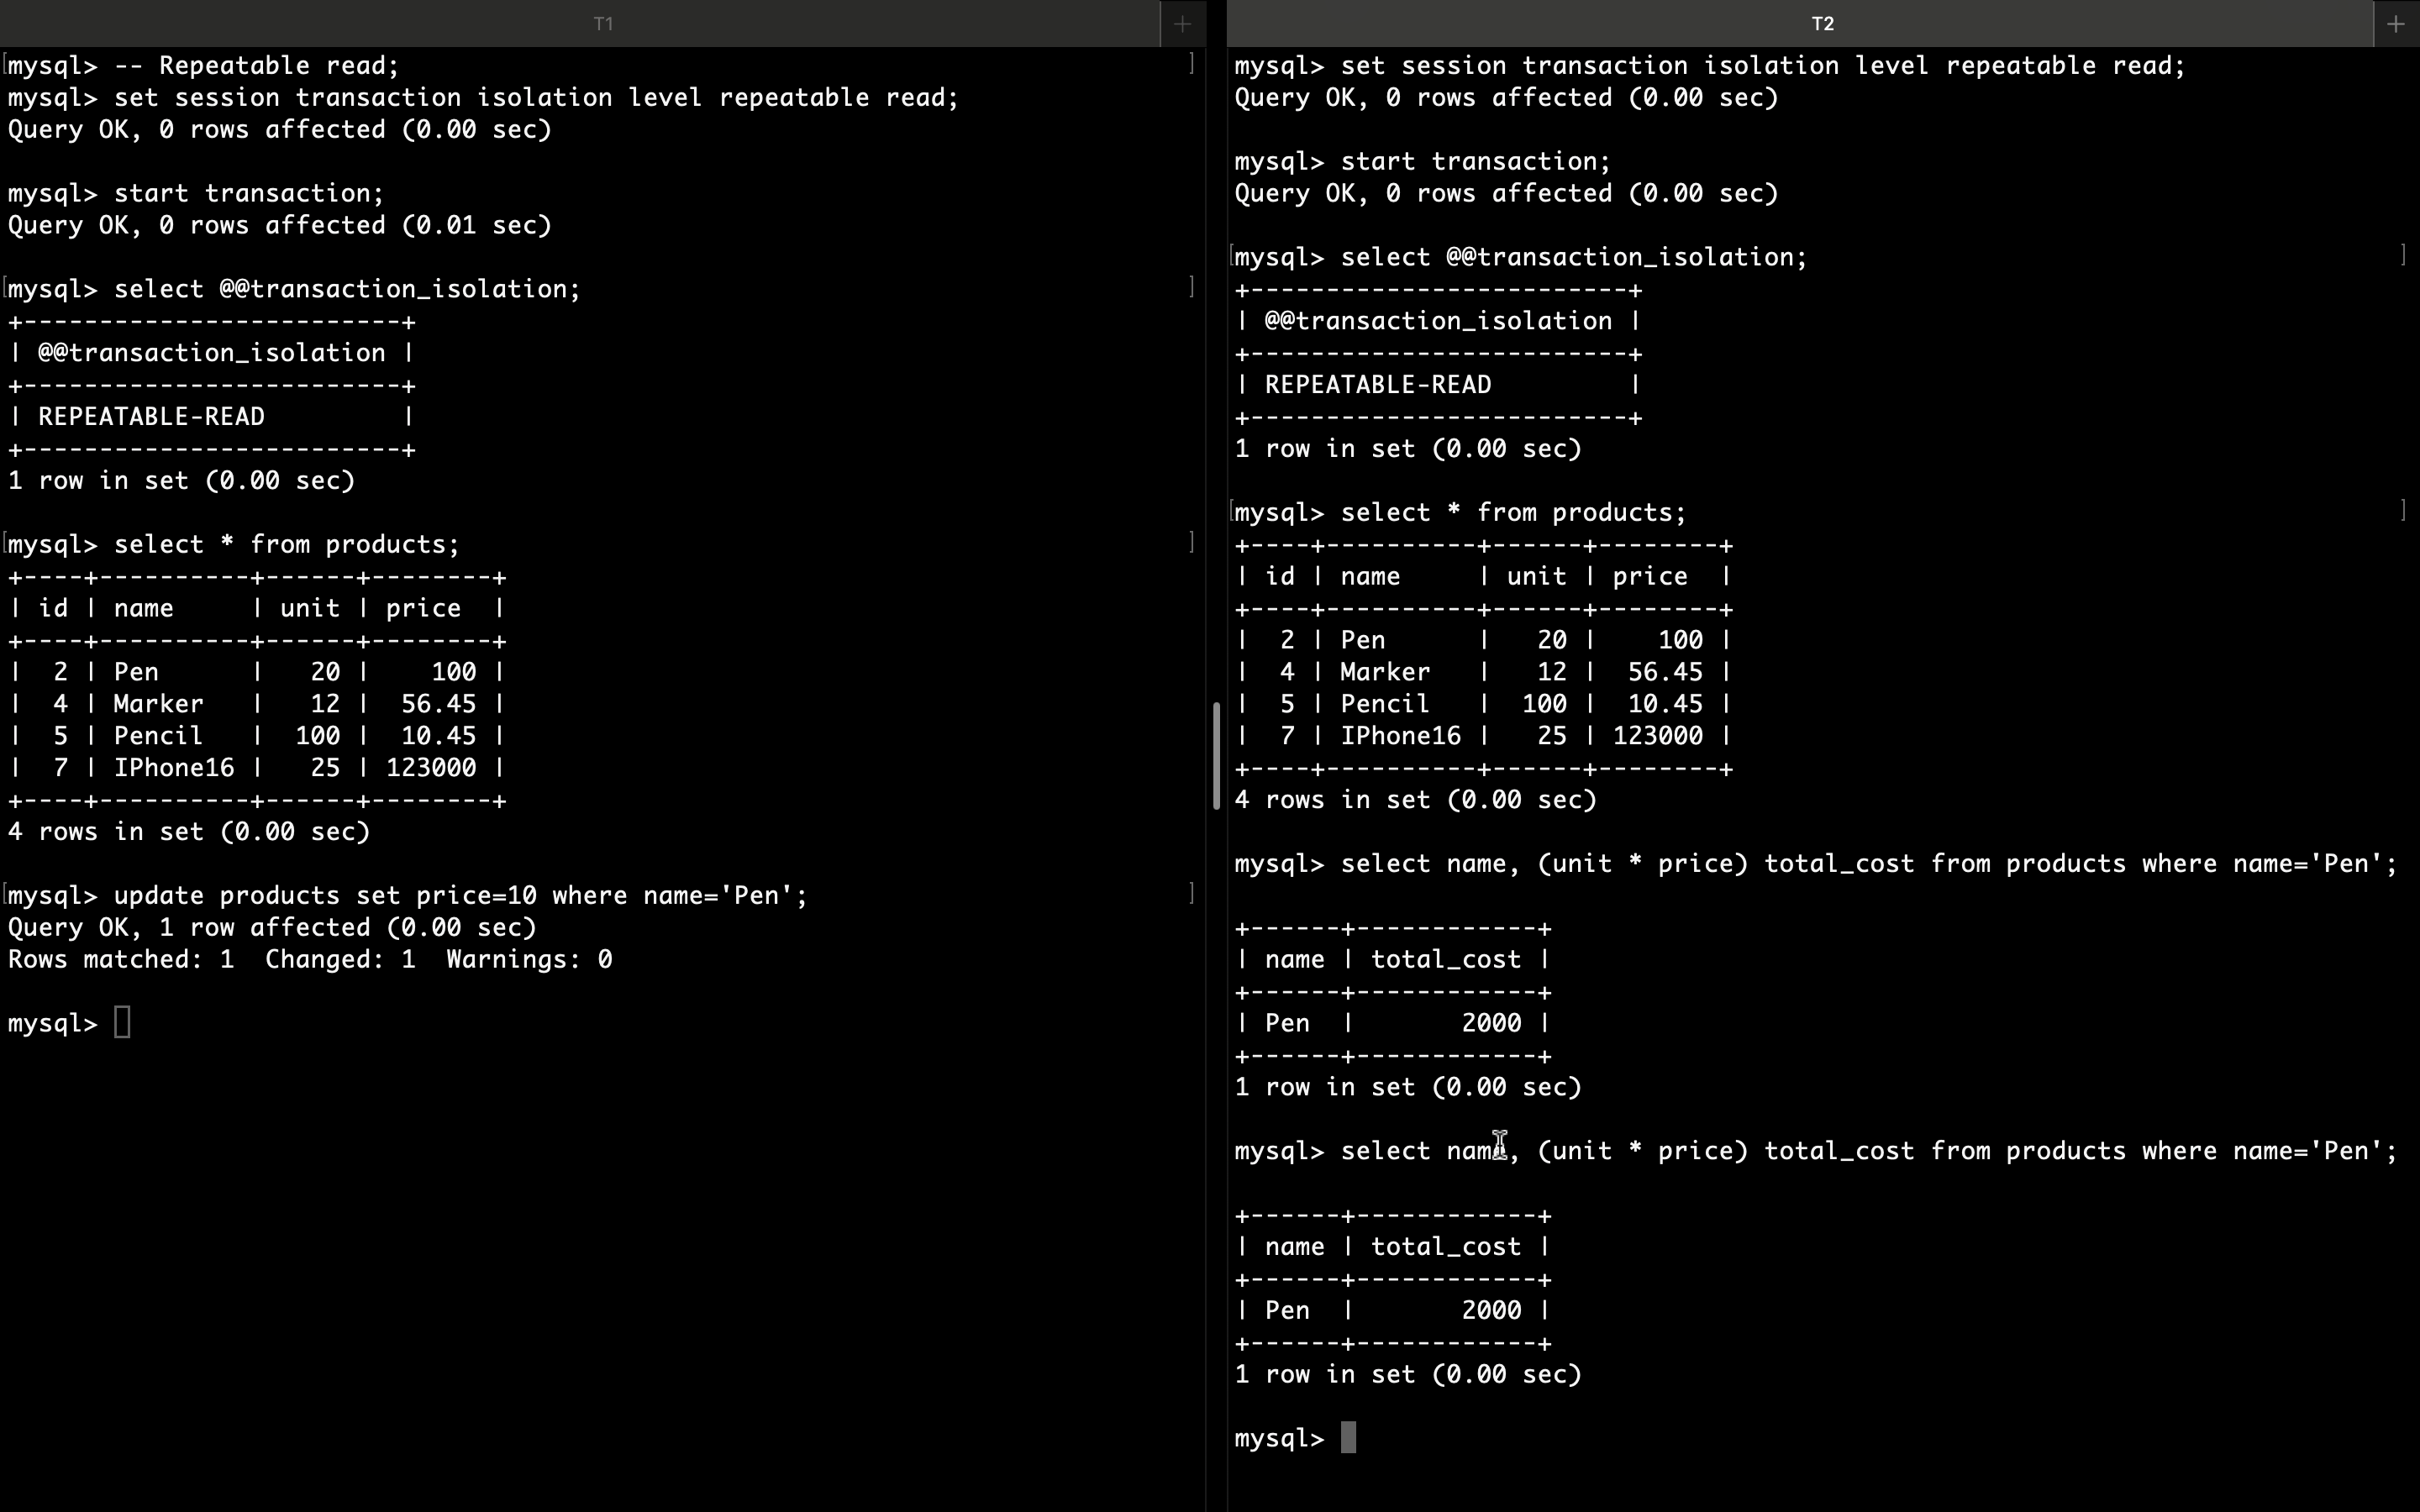 T1
+
[mysql> -- Repeatable read; ]
mysql> set session transaction isolation level repeatable read;
Query OK, 0 rows affected (0.00 sec)
mysql> start transaction;
Query OK, 0 rows affected (0.01 sec)
[mysql> select @@transaction_isolation; ]
+-------------------------+
| @@transaction_isolation |
+-------------------------+
| REPEATABLE-READ         |
+-------------------------+
1 row in set (0.00 sec)
[mysql> select * from products; ]
+----+----------+------+--------+
| id | name     | unit | price  |
+----+----------+------+--------+
|  2 | Pen      |   20 |    100 |
|  4 | Marker   |   12 |  56.45 |
|  5 | Pencil   |  100 |  10.45 |
|  7 | IPhone16 |   25 | 123000 |
+----+----------+------+--------+
4 rows in set (0.00 sec)
[mysql> update products set price=10 where name='Pen'; ]
Query OK, 1 row affected (0.00 sec)
Rows matched: 1  Changed: 1  Warnings: 0
mysql>
T2
+
mysql> set session transaction isolation level repeatable read;
Query OK, 0 rows affected (0.00 sec)
mysql> start transaction;
Query OK, 0 rows affected (0.00 sec)
[mysql> select @@transaction_isolation; ]
+-------------------------+
| @@transaction_isolation |
+-------------------------+
| REPEATABLE-READ         |
+-------------------------+
1 row in set (0.00 sec)
[mysql> select * from products; ]
+----+----------+------+--------+
| id | name     | unit | price  |
+----+----------+------+--------+
|  2 | Pen      |   20 |    100 |
|  4 | Marker   |   12 |  56.45 |
|  5 | Pencil   |  100 |  10.45 |
|  7 | IPhone16 |   25 | 123000 |
+----+----------+------+--------+
4 rows in set (0.00 sec)
mysql> select name, (unit * price) total_cost from products where name='Pen';
+------+------------+
| name | total_cost |
+------+------------+
| Pen  |       2000 |
+------+------------+
1 row in set (0.00 sec)
mysql> select name, (unit * price) total_cost from products where name='Pen';
+------+------------+
| name | total_cost |
+------+------------+
| Pen  |       2000 |
+------+------------+
1 row in set (0.00 sec)
mysql>